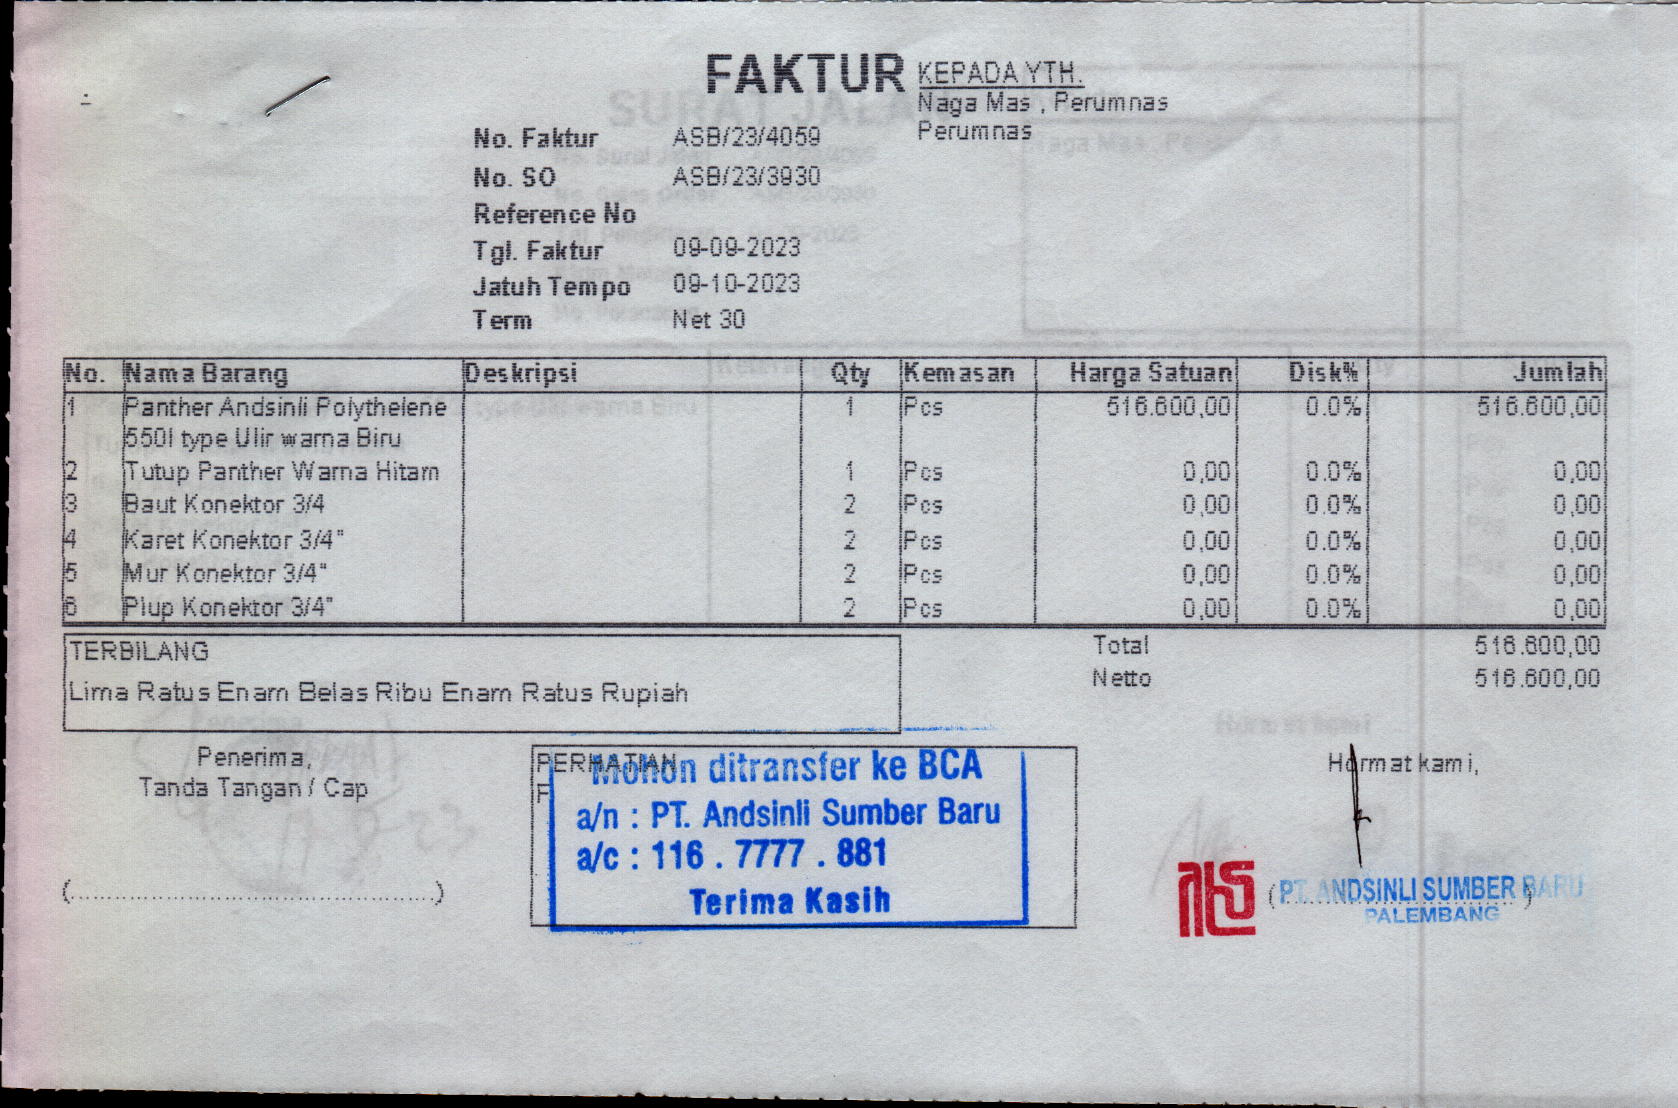 FAKTUR
KEPADA YTH.
Naga Mas , Perumnas
Perumnas
No. Faktur ASB/23/4059
No. SO ASB/23/3930
Reference No
Tgl. Faktur 09-09-2023
Jatuh Tempo 09-10-2023
Term Net 30
No. Nama Barang Deskripsi Qty Kemasan Harga Satuan Disk% Jumlah
1 Panther Andsinli Polythelene 1 Pcs 516.600,00 0.0% 516.600,00
550l type Ulir warna Biru
2 Tutup Panther Warna Hitam 1 Pcs 0,00 0.0% 0,00
3 Baut Konektor 3/4 2 Pcs 0,00 0.0% 0,00
4 Karet Konektor 3/4" 2 Pcs 0,00 0.0% 0,00
5 Mur Konektor 3/4" 2 Pcs 0,00 0.0% 0,00
6 Plup Konektor 3/4" 2 Pcs 0,00 0.0% 0,00
TERBILANG
Lima Ratus Enam Belas Ribu Enam Ratus Rupiah
Total 516.600,00
Netto 516.600,00
Penerima,
Tanda Tangan / Cap
(..................................................)
PERHATIAN
Mohon ditransfer ke BCA
a/n : PT. Andsinli Sumber Baru
a/c : 116 . 7777 . 881
Terima Kasih
Hormat kami,
PT. ANDSINLI SUMBER BARU
PALEMBANG